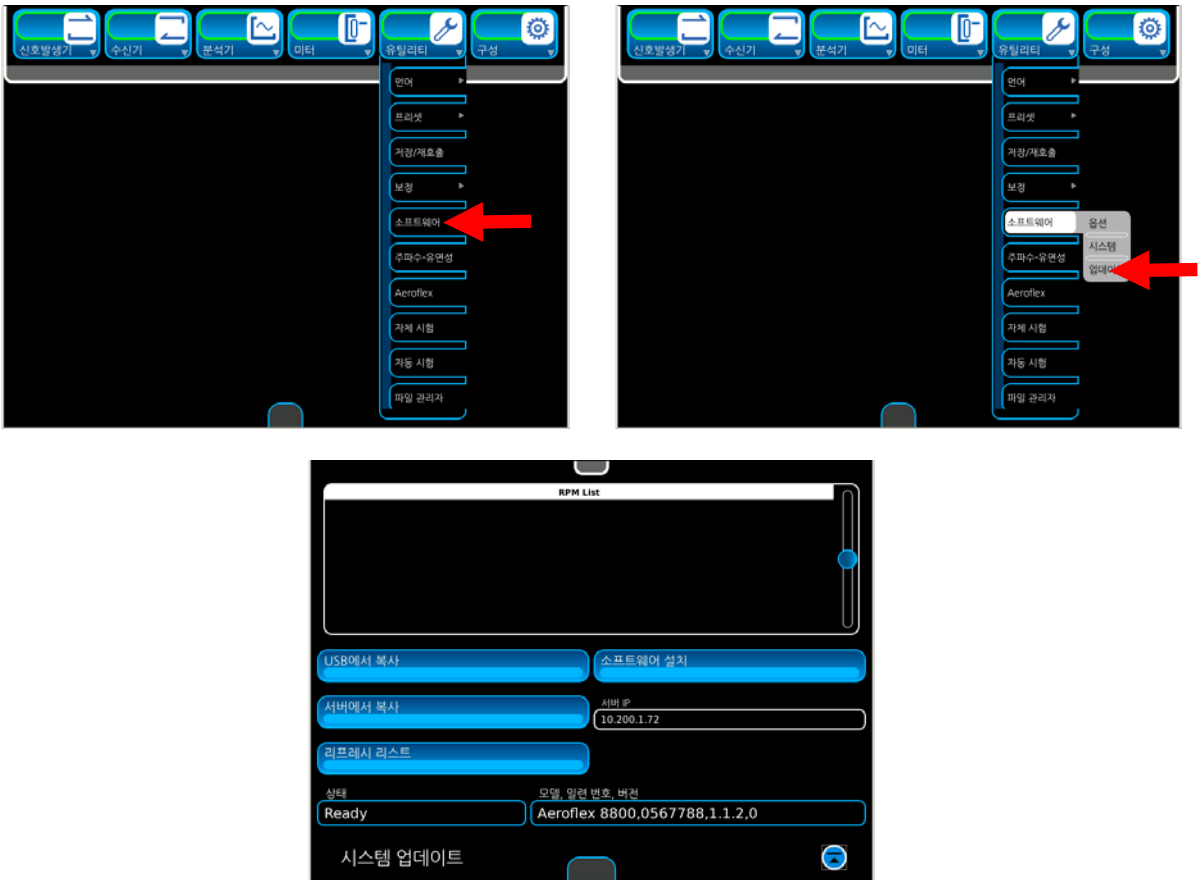 신호발생기
수신기
분석기
미터
유틸리티
구성
언어
프리셋
저장/재호출
보정
소프트웨어
주파수-유연성
Aeroflex
자체 시험
자동 시험
파일 관리자
신호발생기
수신기
분석기
미터
유틸리티
구성
언어
프리셋
저장/재호출
보정
소프트웨어
옵션
시스템
업데이
주파수-유연성
Aeroflex
자체 시험
자동 시험
파일 관리자
RPM List
USB에서 복사
소프트웨어 설치
서버에서 복사
서버 IP
10.200.1.72
리프레시 리스트
상태
모델, 일련 번호, 버전
Ready
Aeroflex 8800,0567788,1.1.2,0
시스템 업데이트